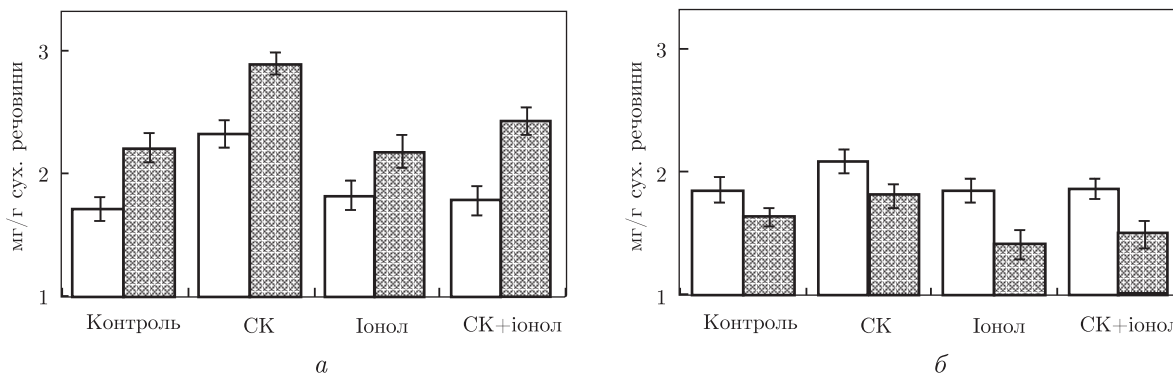 мг/г сух. речовини
3
2
1
Контроль
СК
Іонол
СК+іонол
а
мг/г сух. речовини
3
2
1
Контроль
СК
Іонол
СК+іонол
б